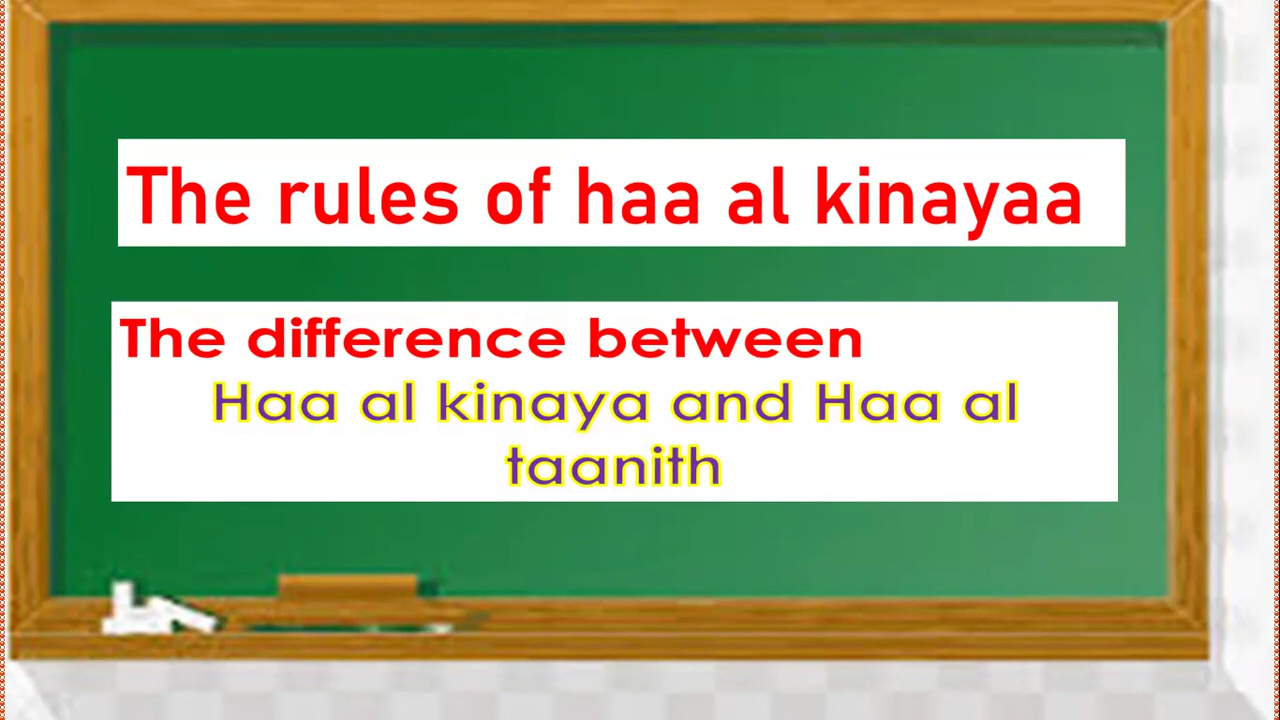 The rules of haa al kinayaa
The difference between
Haa al kinaya and Haa al
taanith